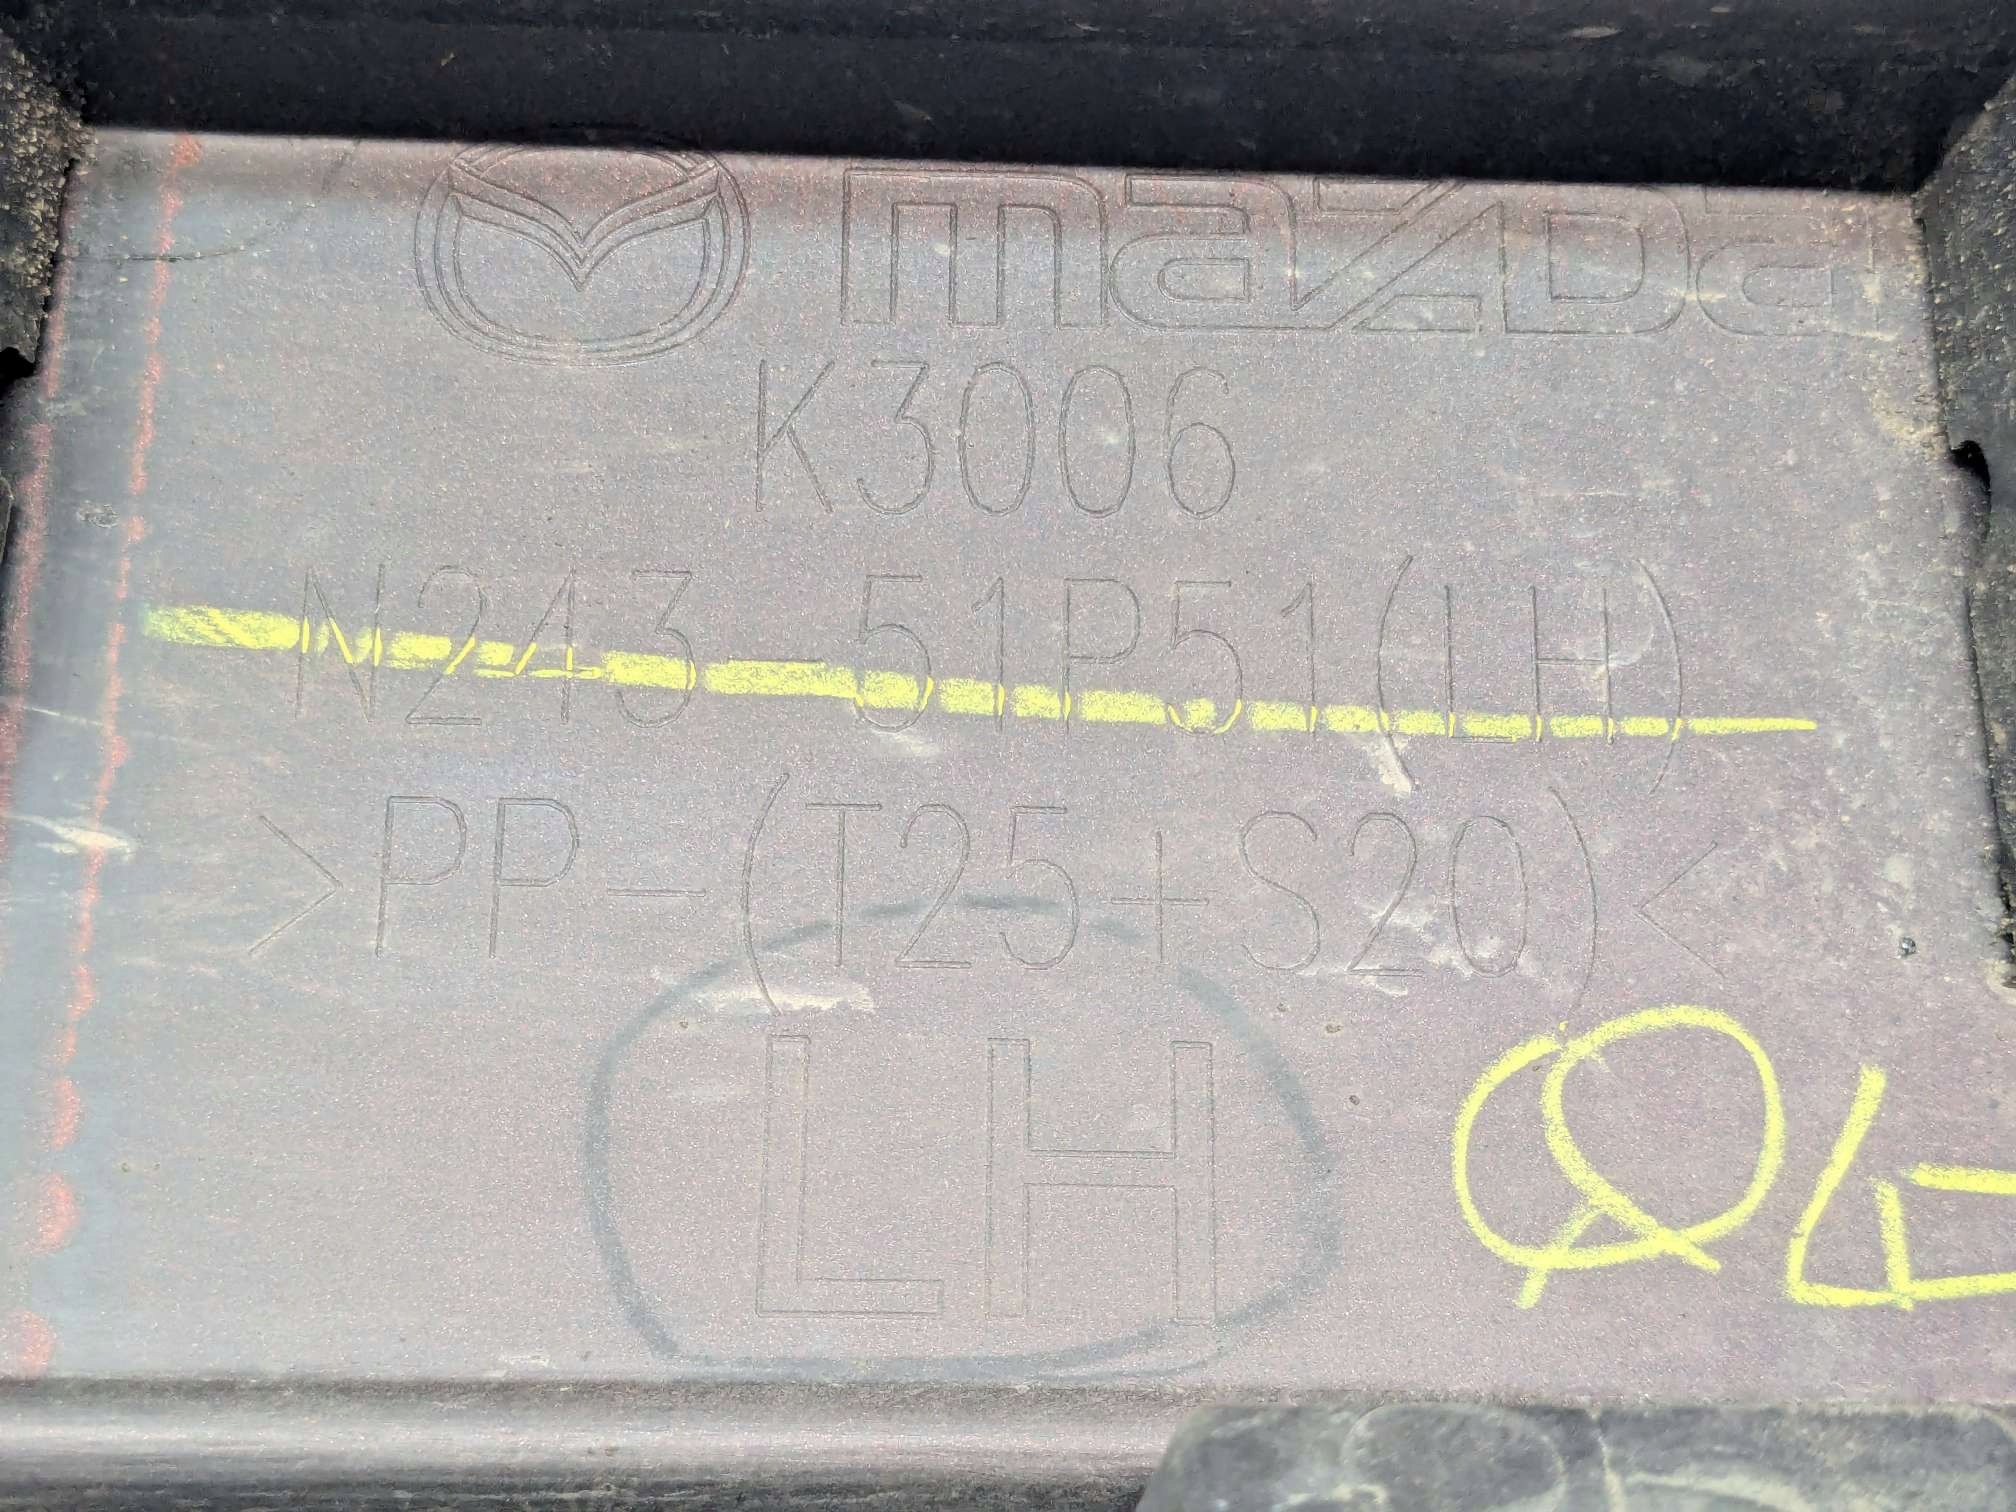 mazda
K3006
N243-51P51(LH)
>PP-(T25+S20)<
LH